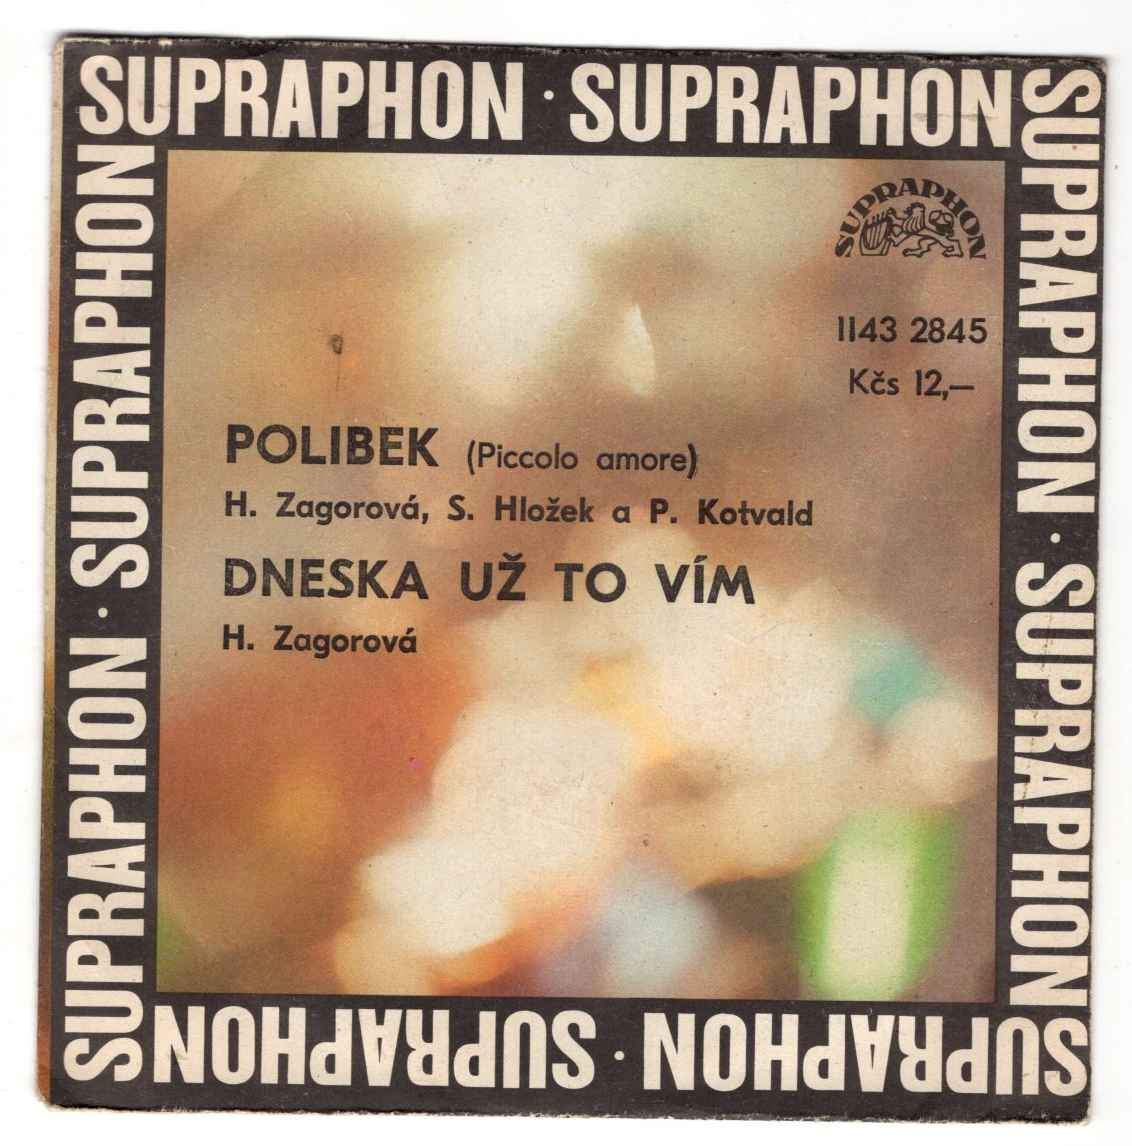 SUPRAPHON · SUPRAPHON
SUPRAPHON · SUPRAPHON
SUPRAPHON · SUPRAPHON
SUPRAPHON · SUPRAPHON
SUPRAPHON
1143 2845
Kčs 12,—
POLIBEK (Piccolo amore)
H. Zagorová, S. Hložek a P. Kotvald
DNESKA UŽ TO VÍM
H. Zagorová